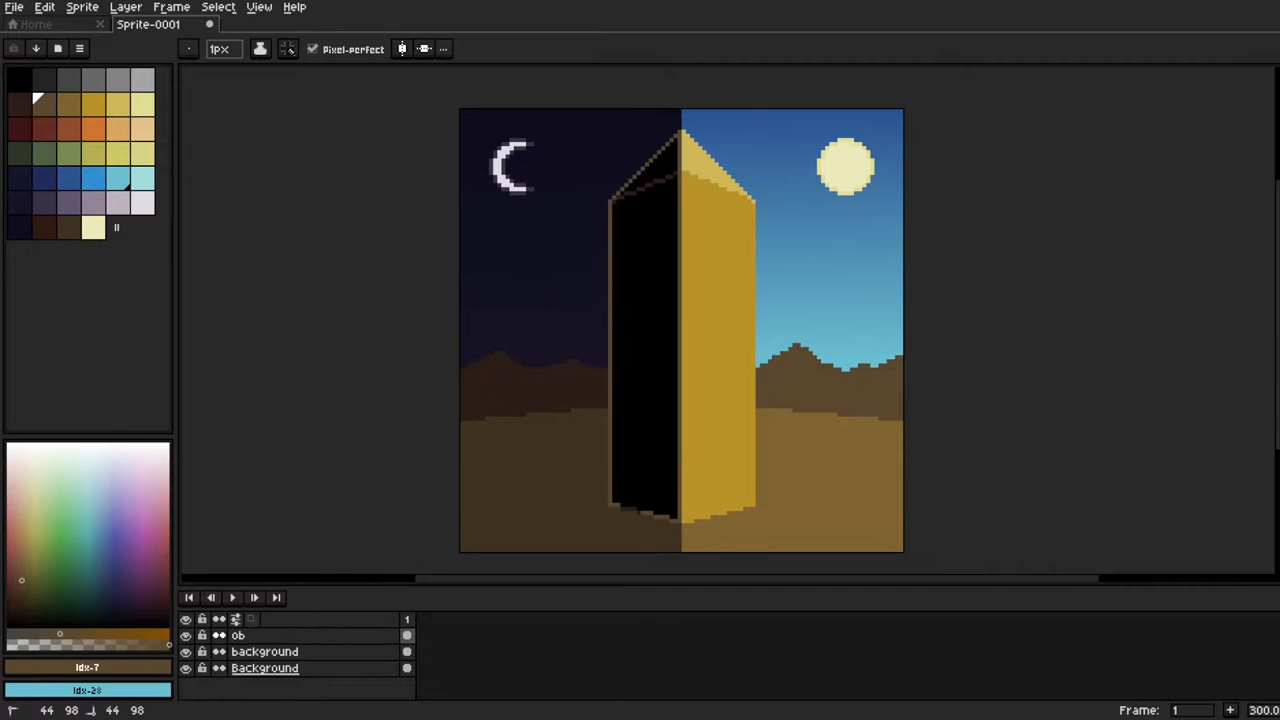 File Edit Sprite Layer Frame Select View Help
Home Sprite-0001
1px Pixel-perfect
1
ob
background
Background
Idx-7
Idx-28
44 98 44 98 Frame: 1 300.0